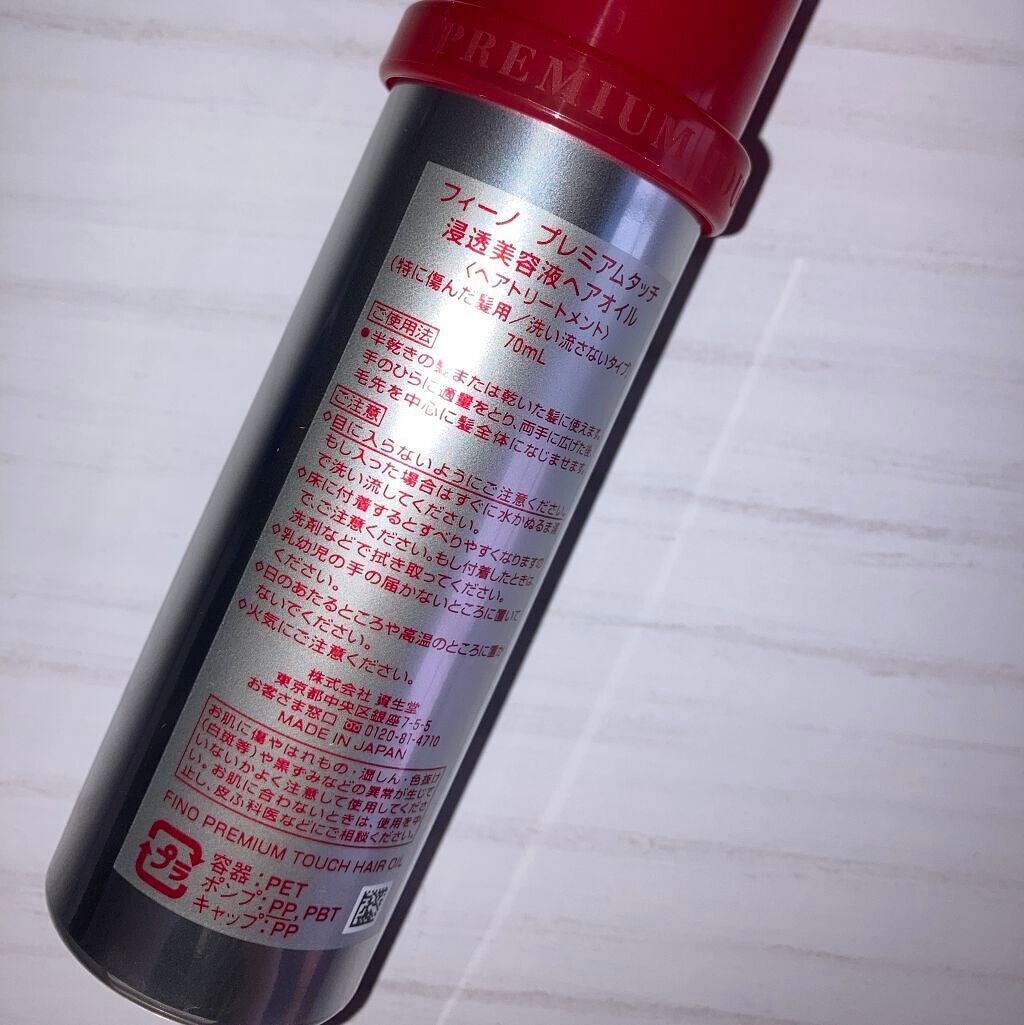 PREMIUM
フィーノ プレミアムタッチ
浸透美容液ヘアオイル
〈ヘアトリートメント〉
(特に傷んだ髪用/洗い流さないタイプ)
70mL
ご使用法
●半乾きの髪または乾いた髪に使えます。
手のひらに適量をとり、両手に広げた後、
毛先を中心に髪全体になじませます。
ご注意
◇目に入らないようにご注意ください。
もし入った場合はすぐに水かぬるま湯
で洗い流してください。
◇床に付着するとすべりやすくなりますの
で、ご注意ください。もし付着したときは、
洗剤などで拭き取ってください。
◇乳幼児の手の届かないところに置いて
ください。
◇日のあたるところや高温のところに置か
ないでください。
◇火気にご注意ください。
株式会社 資生堂
東京都中央区銀座7-5-5
お客さま窓口 0120-81-4710
MADE IN JAPAN
お肌に傷やはれもの・湿しん・色抜け
(白斑等)や黒ずみなどの異常が生じて
いないかよく注意して使用してくださ
い。お肌に合わないときは、使用を中
止し、皮ふ科医などにご相談ください。
FINO PREMIUM TOUCH HAIR OIL
プラ
容器:PET
ポンプ:PP, PBT
キャップ:PP